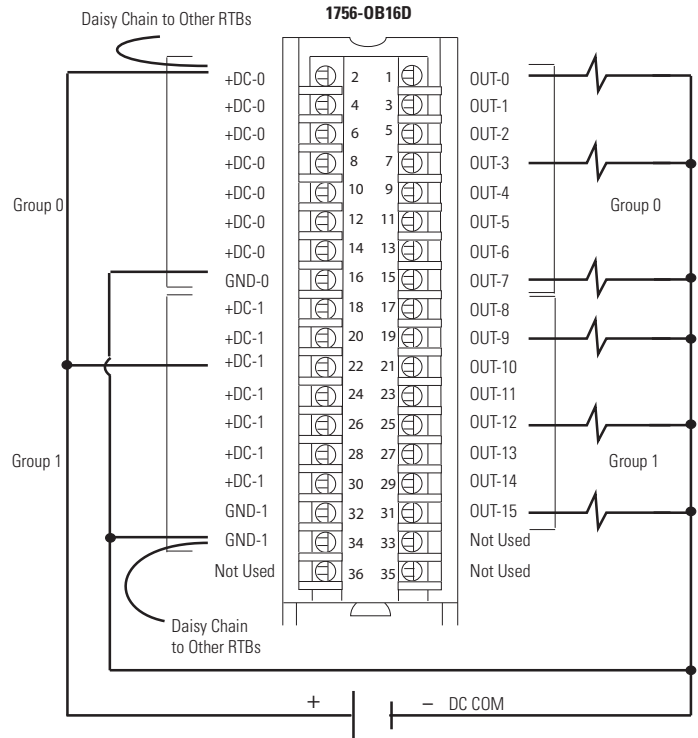 Daisy Chain to Other RTBs
1756-OB16D
+DC-0 2 1 OUT-0
+DC-0 4 3 OUT-1
+DC-0 6 5 OUT-2
+DC-0 8 7 OUT-3
+DC-0 10 9 OUT-4
Group 0 Group 0
+DC-0 12 11 OUT-5
+DC-0 14 13 OUT-6
GND-0 16 15 OUT-7
+DC-1 18 17 OUT-8
+DC-1 20 19 OUT-9
+DC-1 22 21 OUT-10
+DC-1 24 23 OUT-11
+DC-1 26 25 OUT-12
+DC-1 28 27 OUT-13
Group 1 Group 1
+DC-1 30 29 OUT-14
GND-1 32 31 OUT-15
GND-1 34 33 Not Used
Not Used 36 35 Not Used
Daisy Chain
to Other RTBs
+ – DC COM